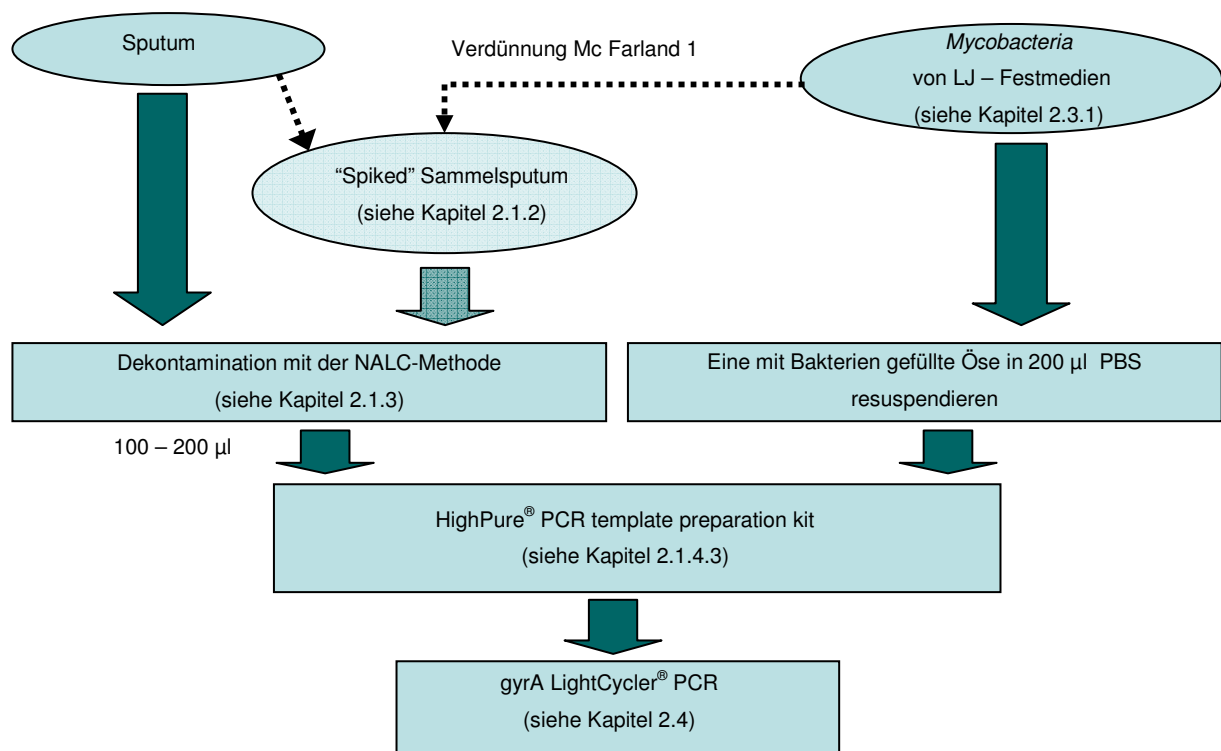 Sputum
Verdünnung Mc Farland 1
Mycobacteria
von LJ – Festmedien
(siehe Kapitel 2.3.1)
“Spiked” Sammelsputum
(siehe Kapitel 2.1.2)
Dekontamination mit der NALC-Methode
(siehe Kapitel 2.1.3)
Eine mit Bakterien gefüllte Öse in 200 µl PBS
resuspendieren
100 – 200 µl
HighPure® PCR template preparation kit
(siehe Kapitel 2.1.4.3)
gyrA LightCycler® PCR
(siehe Kapitel 2.4)